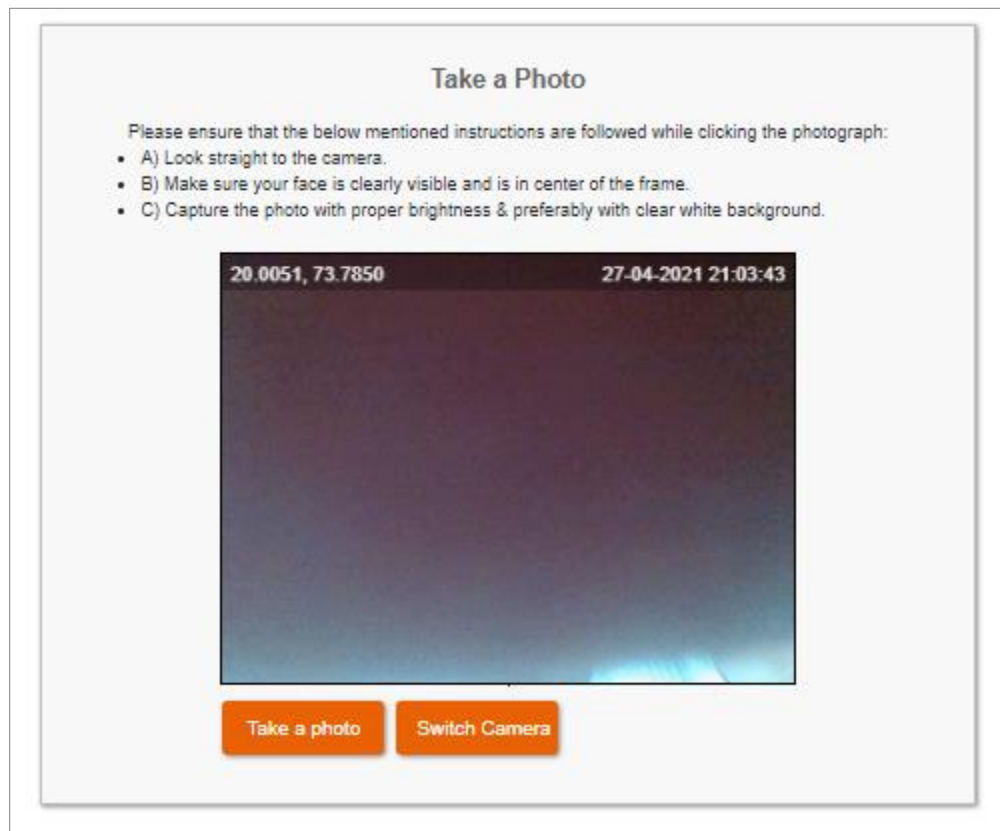 Take a Photo
Please ensure that the below mentioned instructions are followed while clicking the photograph:
• A) Look straight to the camera.
• B) Make sure your face is clearly visible and is in center of the frame.
• C) Capture the photo with proper brightness & preferably with clear white background.
20.0051, 73.7850 27-04-2021 21:03:43
Take a photo Switch Camera